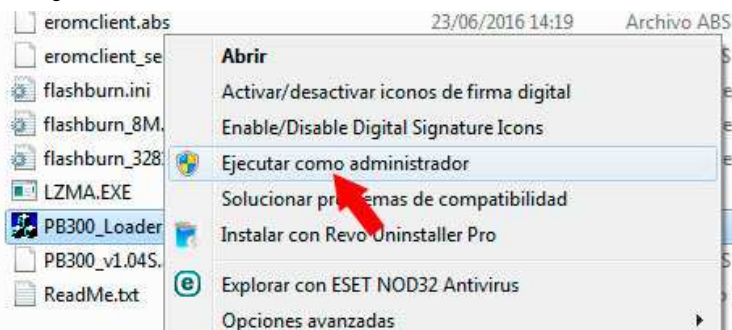 eromclient.abs 23/06/2016 14:19 Archivo ABS
eromclient_se
flashburn.ini
flashburn_8M.
flashburn_328
LZMA.EXE
PB300_Loader
PB300_v1.04S.
ReadMe.txt
Abrir
Activar/desactivar iconos de firma digital
Enable/Disable Digital Signature Icons
Ejecutar como administrador
Solucionar problemas de compatibilidad
Instalar con Revo Uninstaller Pro
Explorar con ESET NOD32 Antivirus
Opciones avanzadas